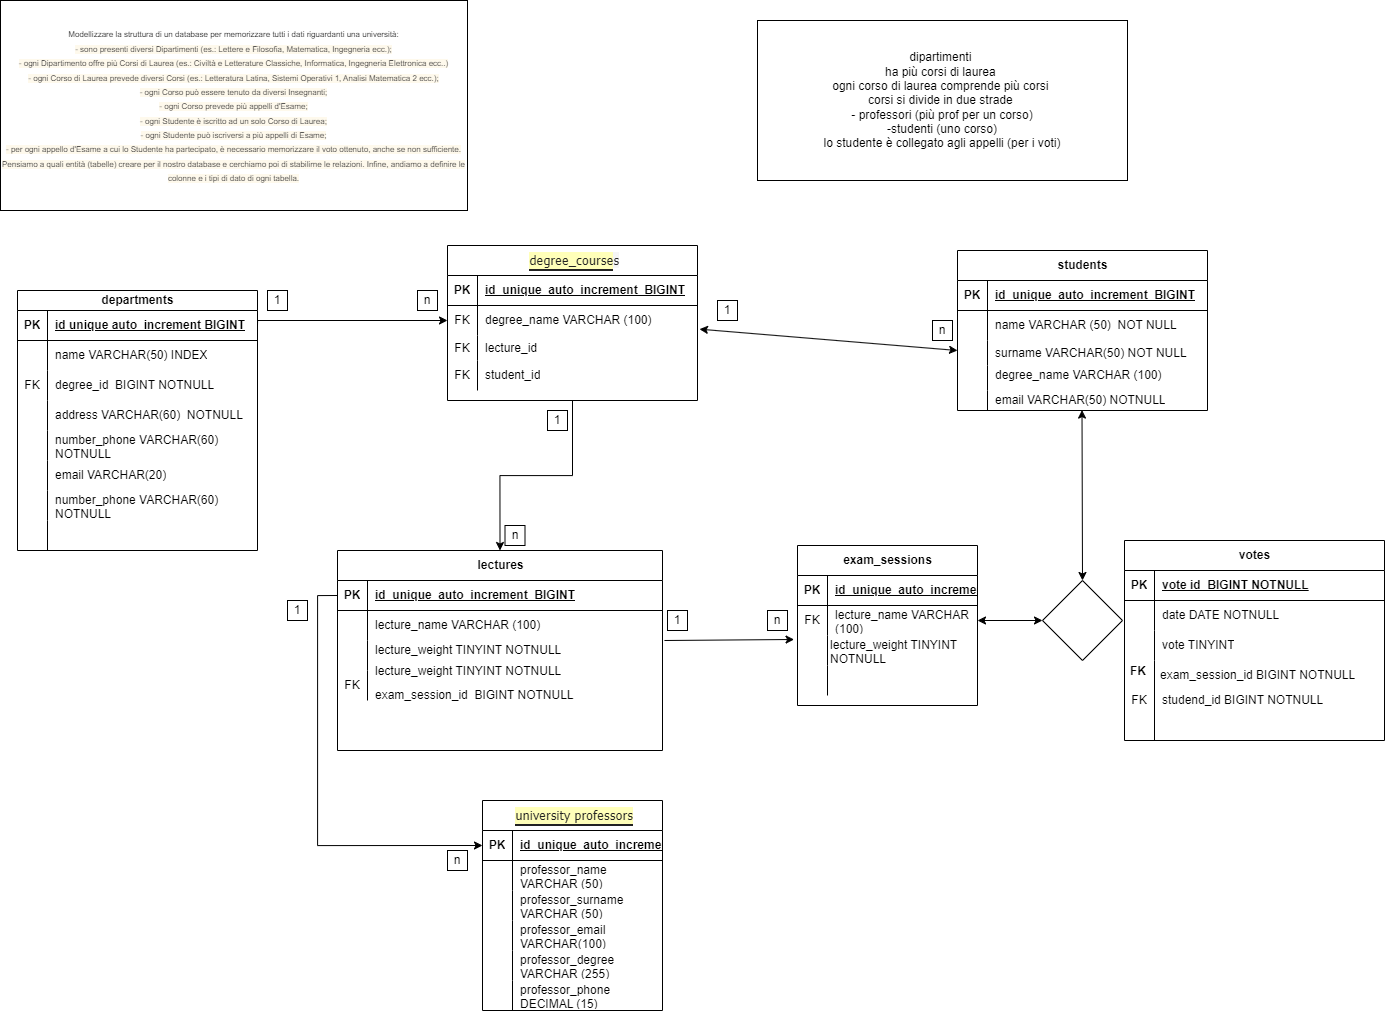 Modellizzare la struttura di un database per memorizzare tutti i dati riguardanti una università:
- sono presenti diversi Dipartimenti (es.: Lettere e Filosofia, Matematica, Ingegneria ecc.);
- ogni Dipartimento offre più Corsi di Laurea (es.: Civiltà e Letterature Classiche, Informatica, Ingegneria Elettronica ecc..)
- ogni Corso di Laurea prevede diversi Corsi (es.: Letteratura Latina, Sistemi Operativi 1, Analisi Matematica 2 ecc.);
- ogni Corso può essere tenuto da diversi Insegnanti;
- ogni Corso prevede più appelli d'Esame;
- ogni Studente è iscritto ad un solo Corso di Laurea;
- ogni Studente può iscriversi a più appelli di Esame;
- per ogni appello d'Esame a cui lo Studente ha partecipato, è necessario memorizzare il voto ottenuto, anche se non sufficiente.
Pensiamo a quali entità (tabelle) creare per il nostro database e cerchiamo poi di stabilirne le relazioni. Infine, andiamo a definire le
colonne e i tipi di dato di ogni tabella.
dipartimenti
ha più corsi di laurea
ogni corso di laurea comprende più corsi
corsi si divide in due strade
- professori (più prof per un corso)
-studenti (uno corso)
lo studente è collegato agli appelli (per i voti)
departments
PK id unique auto_increment BIGINT
name VARCHAR(50) INDEX
FK degree_id BIGINT NOTNULL
address VARCHAR(60) NOTNULL
number_phone VARCHAR(60)
NOTNULL
email VARCHAR(20)
number_phone VARCHAR(60)
NOTNULL
1
n
degree_courses
PK id_unique_auto_increment_BIGINT
FK degree_name VARCHAR (100)
FK lecture_id
FK student_id
1
n
students
PK id_unique_auto_increment_BIGINT
name VARCHAR (50) NOT NULL
surname VARCHAR(50) NOT NULL
degree_name VARCHAR (100)
email VARCHAR(50) NOTNULL
1
n
lectures
PK id_unique_auto_increment_BIGINT
lecture_name VARCHAR (100)
lecture_weight TINYINT NOTNULL
lecture_weight TINYINT NOTNULL
FK
exam_session_id BIGINT NOTNULL
1
n
exam_sessions
PK id_unique_auto_increme
FK lecture_name VARCHAR
(100)
lecture_weight TINYINT
NOTNULL
votes
PK vote id BIGINT NOTNULL
date DATE NOTNULL
vote TINYINT
FK exam_session_id BIGINT NOTNULL
FK studend_id BIGINT NOTNULL
1
n
university professors
PK id_unique_auto_increme
professor_name
VARCHAR (50)
professor_surname
VARCHAR (50)
professor_email
VARCHAR(100)
professor_degree
VARCHAR (255)
professor_phone
DECIMAL (15)